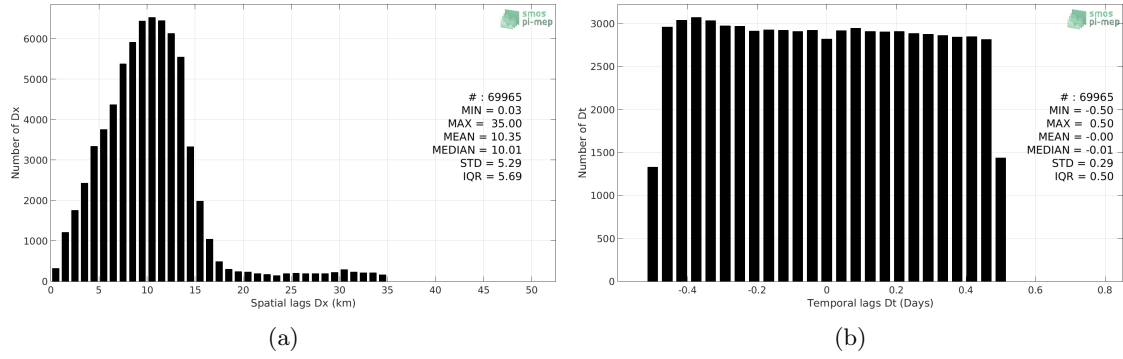 smos
pi-mep
Number of Dx
6000
5000
4000
3000
2000
1000
0
# : 69965
MIN = 0.03
MAX = 35.00
MEAN = 10.35
MEDIAN = 10.01
STD = 5.29
IQR = 5.69
0 5 10 15 20 25 30 35 40 45 50
Spatial lags Dx (km)
(a)
smos
pi-mep
Number of Dt
3000
2500
2000
1500
1000
500
0
# : 69965
MIN = -0.50
MAX = 0.50
MEAN = -0.00
MEDIAN = -0.01
STD = 0.29
IQR = 0.50
-0.4 -0.2 0 0.2 0.4 0.6 0.8
Temporal lags Dt (Days)
(b)